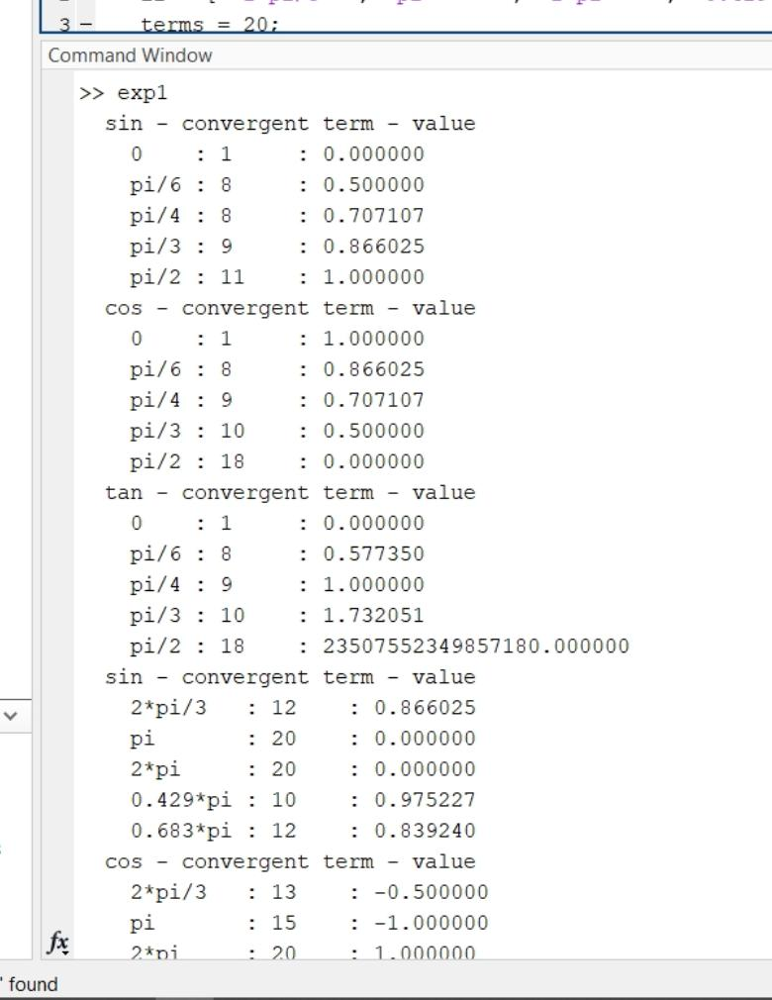 3 -    terms = 20;
Command Window
>> exp1
  sin - convergent term - value
    0    : 1     : 0.000000
    pi/6 : 8     : 0.500000
    pi/4 : 8     : 0.707107
    pi/3 : 9     : 0.866025
    pi/2 : 11    : 1.000000
  cos - convergent term - value
    0    : 1     : 1.000000
    pi/6 : 8     : 0.866025
    pi/4 : 9     : 0.707107
    pi/3 : 10    : 0.500000
    pi/2 : 18    : 0.000000
  tan - convergent term - value
    0    : 1     : 0.000000
    pi/6 : 8     : 0.577350
    pi/4 : 9     : 1.000000
    pi/3 : 10    : 1.732051
    pi/2 : 18    : 23507552349857180.000000
  sin - convergent term - value
    2*pi/3   : 12    : 0.866025
    pi       : 20    : 0.000000
    2*pi     : 20    : 0.000000
    0.429*pi : 10    : 0.975227
    0.683*pi : 12    : 0.839240
  cos - convergent term - value
    2*pi/3   : 13    : -0.500000
    pi       : 15    : -1.000000
    2*pi     : 20    : 1.000000
fx
' found